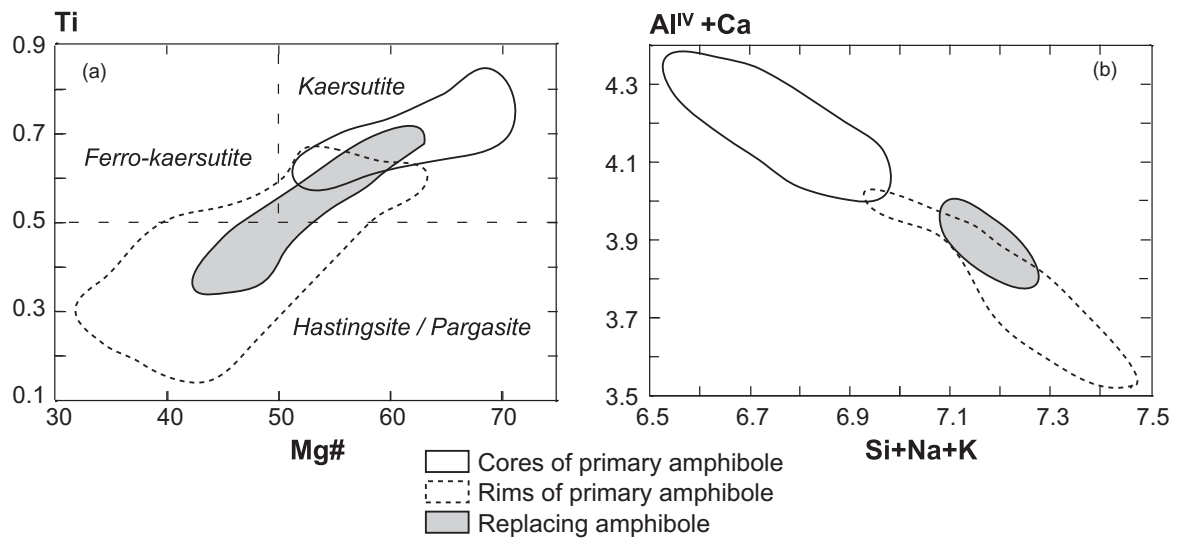 Ti
0.9
0.7
0.5
0.3
0.1
(a)
Kaersutite
Ferro-kaersutite
Hastingsite / Pargasite
30 40 50 60 70
Mg#
Alᴵⱽ +Ca
4.3
4.1
3.9
3.7
3.5
(b)
6.5 6.7 6.9 7.1 7.3 7.5
Si+Na+K
Cores of primary amphibole
Rims of primary amphibole
Replacing amphibole